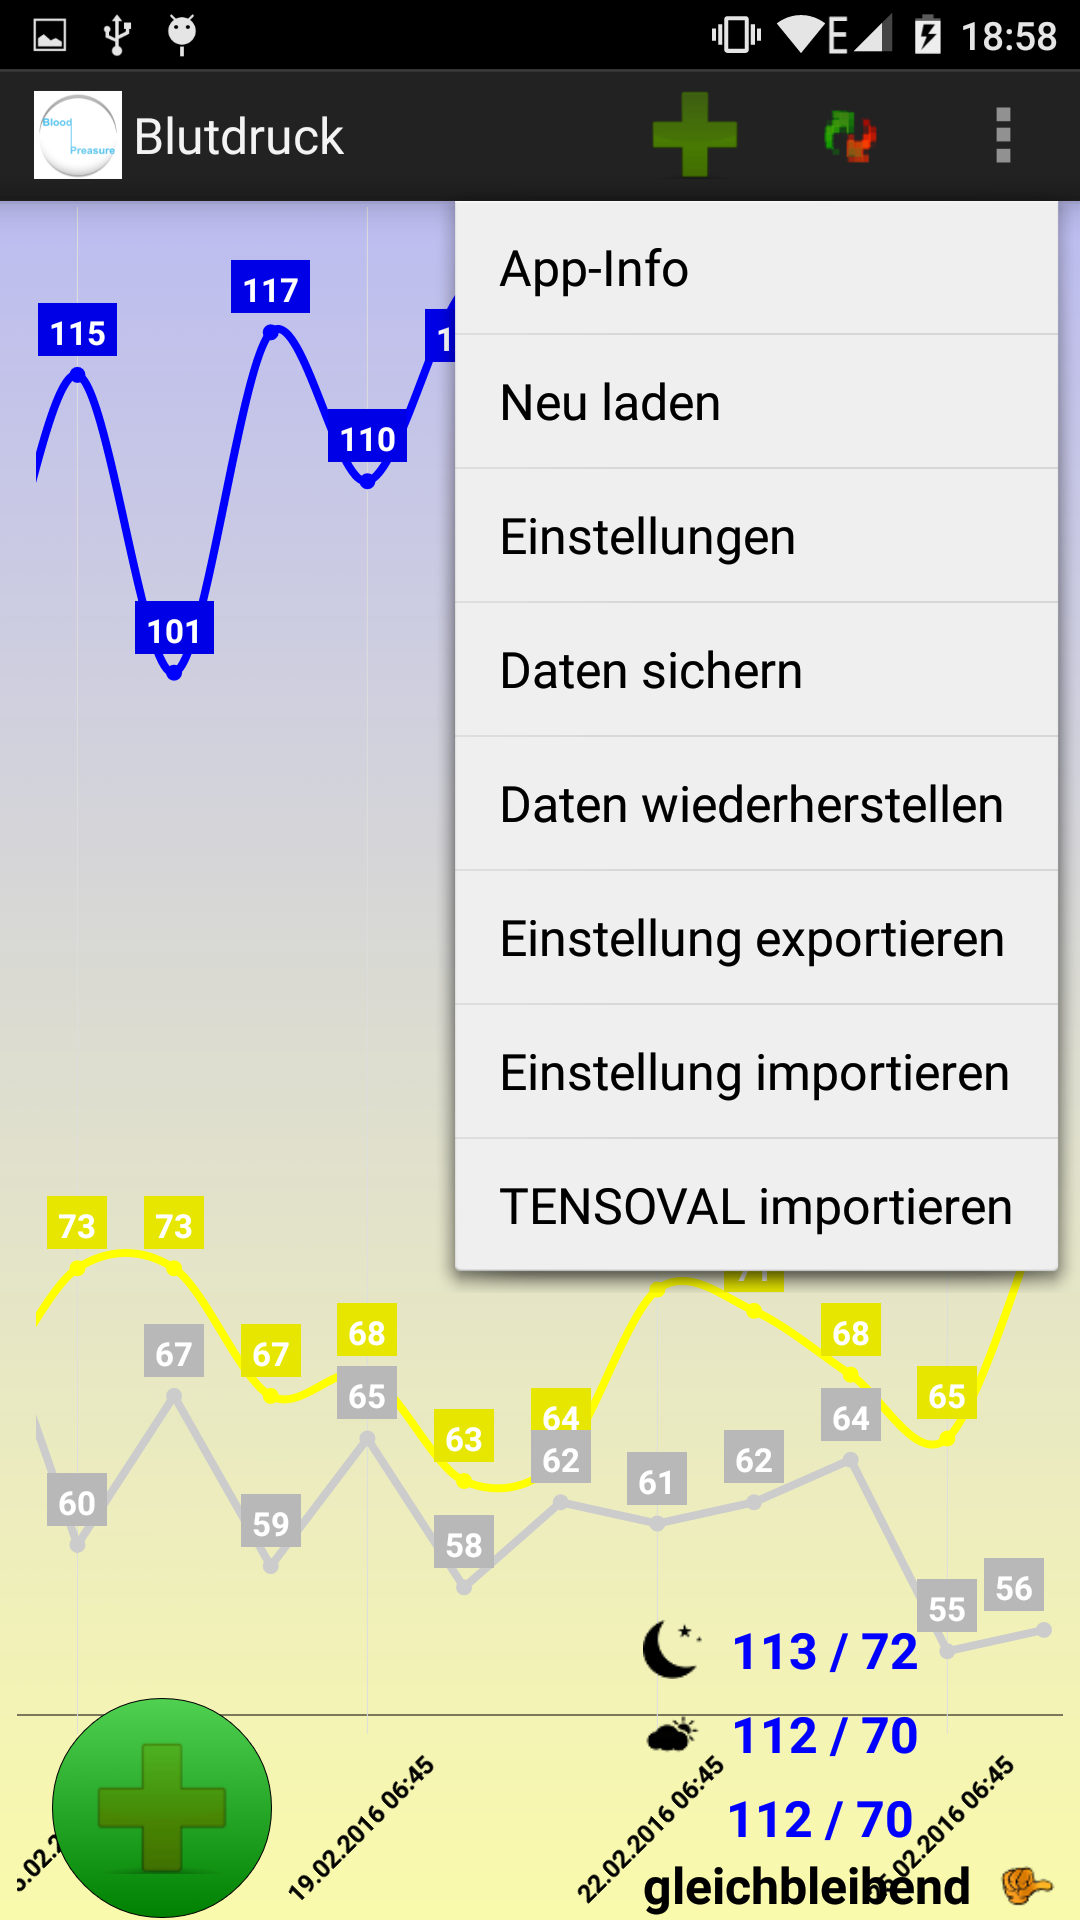 18:58
Blood
Preasure
Blutdruck
App-Info
Neu laden
Einstellungen
Daten sichern
Daten wiederherstellen
Einstellung exportieren
Einstellung importieren
TENSOVAL importieren
117
115
110
101
73 73
67 67 68 68
65 64 65
63 64
62 61 62
60 59 58
55 56
113 / 72
112 / 70
112 / 70
19.02.2016 06:45
22.02.2016 06:45
.02.2016 06:45
gleichbleibend